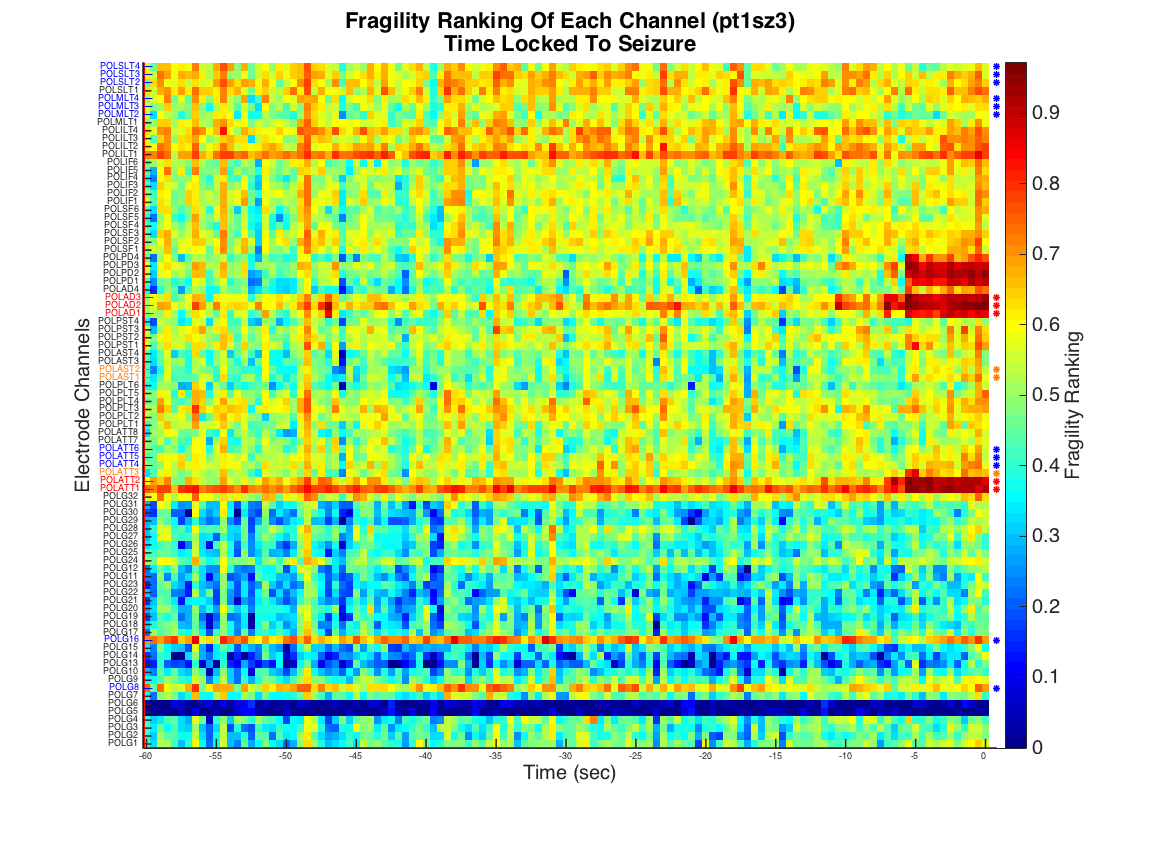 Fragility Ranking Of Each Channel (pt1sz3)
Time Locked To Seizure
POLSLT4
POLSLT3
POLSLT2
POLSLT1
POLMLT4
POLMLT3
POLMLT2
POLMLT1
POLILT4
POLILT3
POLILT2
POLILT1
POLIF6
POLIF5
POLIF4
POLIF3
POLIF2
POLIF1
POLSF6
POLSF5
POLSF4
POLSF3
POLSF2
POLSF1
POLPD4
POLPD3
POLPD2
POLPD1
POLAD4
POLAD3
POLAD2
POLAD1
POLPST4
POLPST3
POLPST2
POLPST1
POLAST4
POLAST3
POLAST2
POLAST1
POLPLT6
POLPLT5
POLPLT4
POLPLT3
POLPLT2
POLPLT1
POLATT8
POLATT7
POLATT6
POLATT5
POLATT4
POLATT3
POLATT2
POLATT1
POLG32
POLG31
POLG30
POLG29
POLG28
POLG27
POLG26
POLG25
POLG24
POLG12
POLG11
POLG23
POLG22
POLG21
POLG20
POLG19
POLG18
POLG17
POLG16
POLG15
POLG14
POLG13
POLG10
POLG9
POLG8
POLG7
POLG6
POLG5
POLG4
POLG3
POLG2
POLG1
Electrode Channels
-60 -55 -50 -45 -40 -35 -30 -25 -20 -15 -10 -5 0
Time (sec)
0.9
0.8
0.7
0.6
0.5
0.4
0.3
0.2
0.1
0
Fragility Ranking